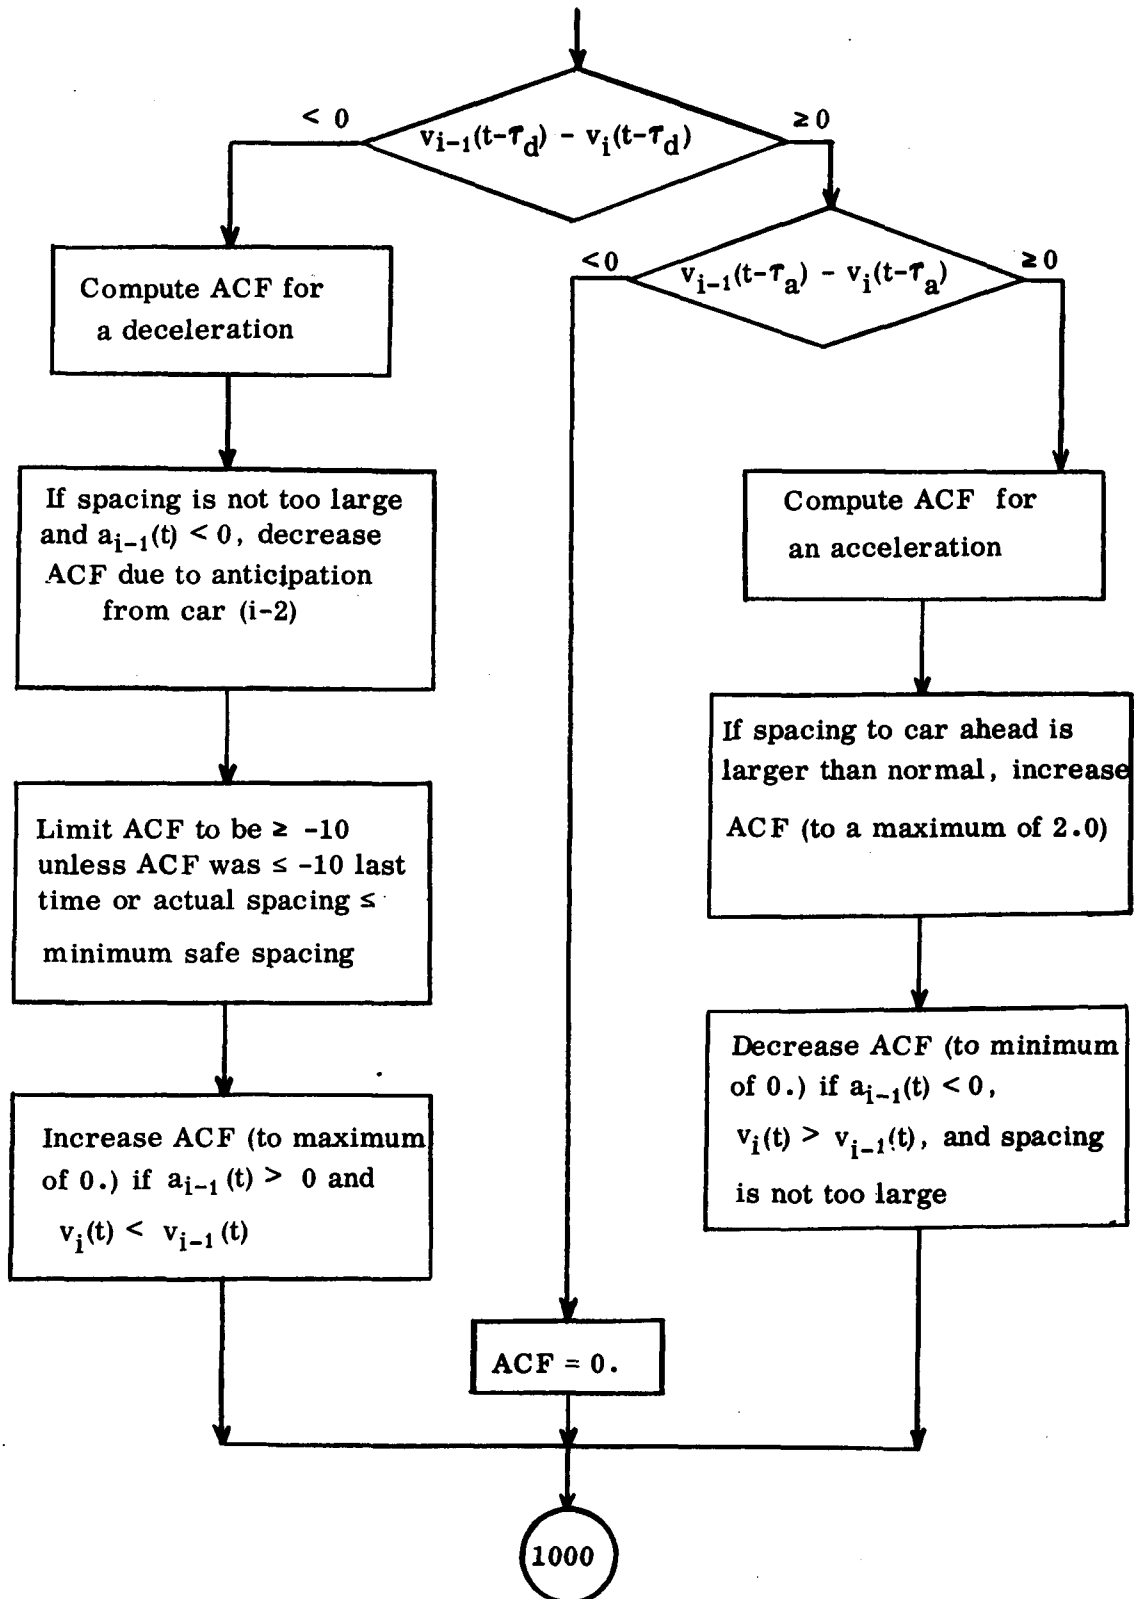 < 0
v_{i-1}(t-τ_d) - v_i(t-τ_d)
≥0
<0
v_{i-1}(t-τ_a) - v_i(t-τ_a)
≥0
Compute ACF for
a deceleration
If spacing is not too large
and a_{i-1}(t) < 0, decrease
ACF due to anticipation
from car (i-2)
Limit ACF to be ≥ -10
unless ACF was ≤ -10 last
time or actual spacing ≤
minimum safe spacing
Increase ACF (to maximum
of 0.) if a_{i-1}(t) > 0 and
v_i(t) < v_{i-1}(t)
ACF = 0.
Compute ACF for
an acceleration
If spacing to car ahead is
larger than normal, increase
ACF (to a maximum of 2.0)
Decrease ACF (to minimum
of 0.) if a_{i-1}(t) <0,
v_i(t) > v_{i-1}(t), and spacing
is not too large
1000